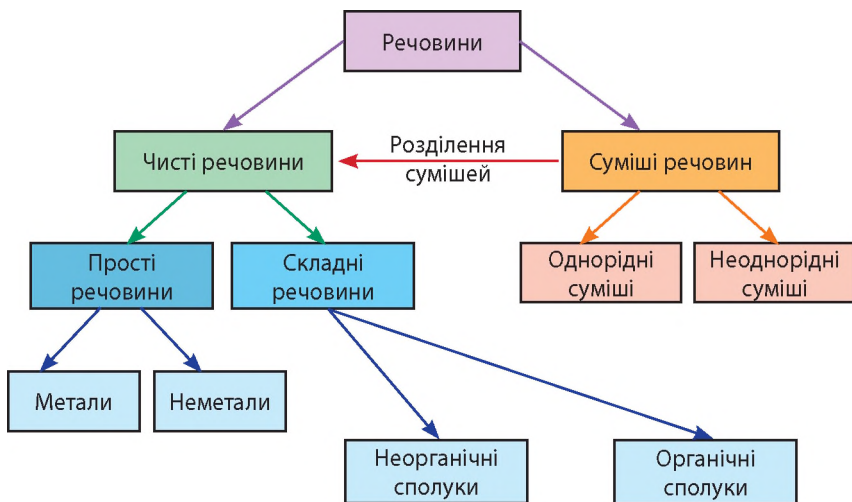 Речовини
Чисті речовини
Розділення
сумішей
Суміші речовин
Прості
речовини
Складні
речовини
Однорідні
суміші
Неоднорідні
суміші
Метали
Неметали
Неорганічні
сполуки
Органічні
сполуки